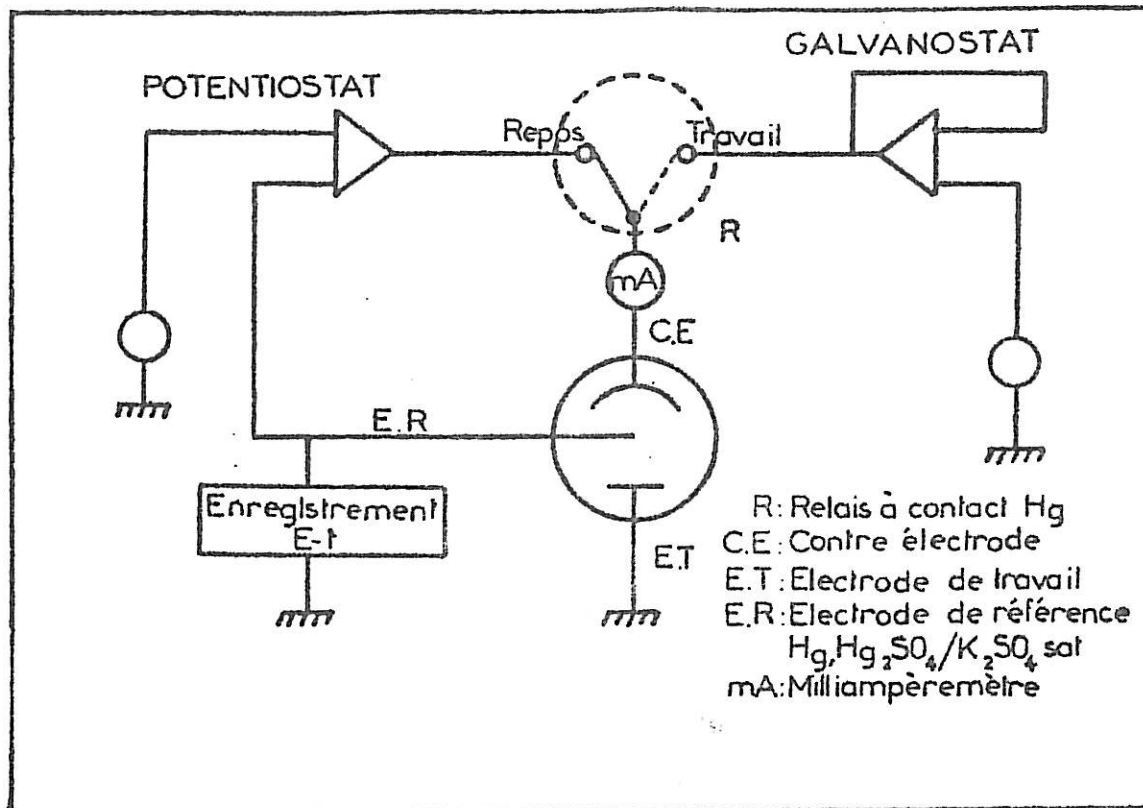 POTENTIOSTAT
GALVANOSTAT
Repos
Travail
R
mA
C.E
E.R
Enregistrement
E-t
E.T
R: Relais à contact Hg
C.E: Contre électrode
E.T: Electrode de travail
E.R: Electrode de référence
Hg,Hg₂SO₄/K₂SO₄ sat
mA: Milliampèremètre